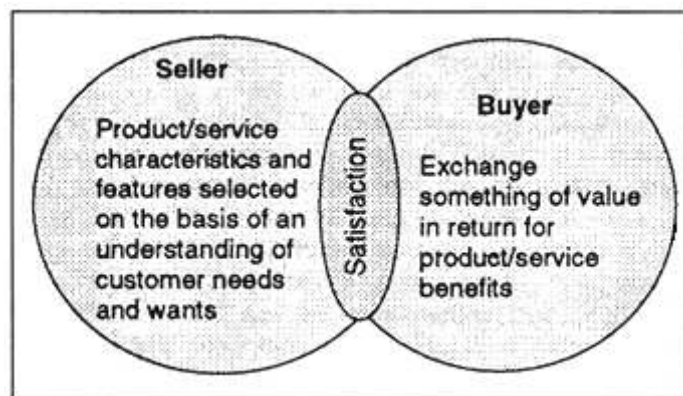 Seller
Product/service
characteristics and
features selected
on the basis of an
understanding of
customer needs
and wants
Satisfaction
Buyer
Exchange
something of value
in return for
product/service
benefits